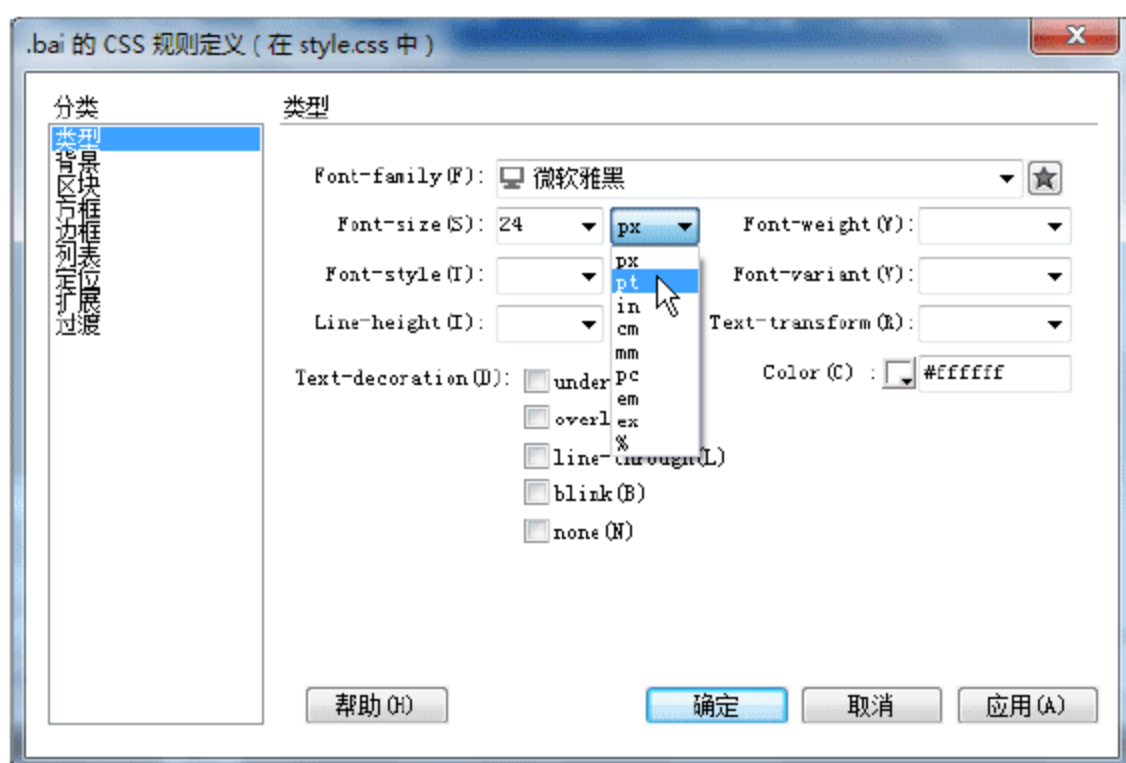 .bai 的 CSS 规则定义 ( 在 style.css 中 )
分类
类型
背景
区块
方框
边框
列表
定位
扩展
过渡
类型
Font-family(F): 微软雅黑
Font-size(S): 24 px Font-weight(Y):
Font-style(T): Font-variant(V):
Line-height(I): Text-transform(R):
px
pt
in
cm
mm
pc
em
ex
%
Text-decoration(D): Color(C) : #ffffff
line-through(L)
blink(B)
none(N)
帮助(H) 确定 取消 应用(A)